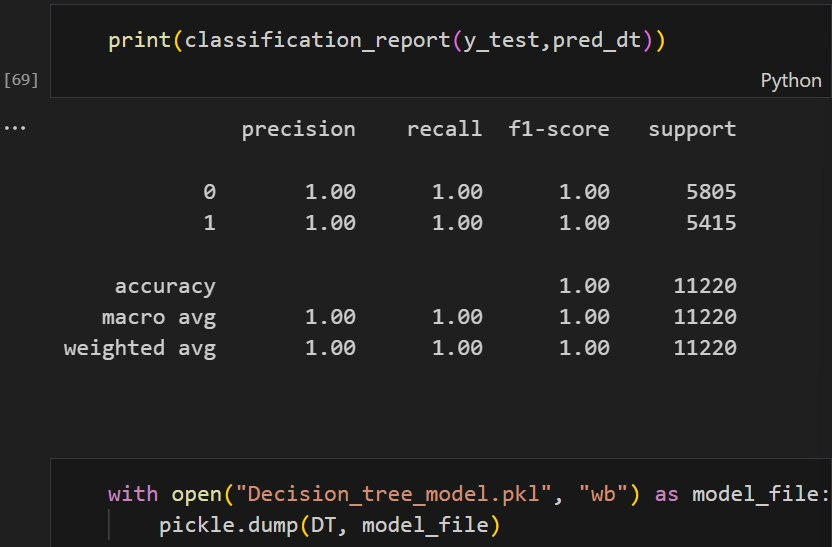 print(classification_report(y_test,pred_dt))
[69]
Python
...
precision recall f1-score support
0 1.00 1.00 1.00 5805
1 1.00 1.00 1.00 5415
accuracy 1.00 11220
macro avg 1.00 1.00 1.00 11220
weighted avg 1.00 1.00 1.00 11220
with open("Decision_tree_model.pkl", "wb") as model_file:
pickle.dump(DT, model_file)